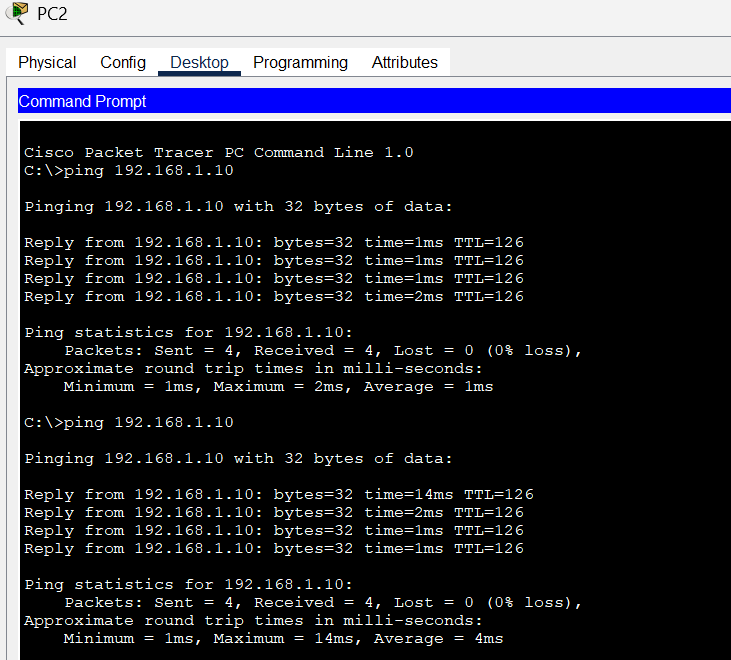 PC2
Physical Config Desktop Programming Attributes
Command Prompt
Cisco Packet Tracer PC Command Line 1.0
C:\>ping 192.168.1.10
Pinging 192.168.1.10 with 32 bytes of data:
Reply from 192.168.1.10: bytes=32 time=1ms TTL=126
Reply from 192.168.1.10: bytes=32 time=1ms TTL=126
Reply from 192.168.1.10: bytes=32 time=1ms TTL=126
Reply from 192.168.1.10: bytes=32 time=2ms TTL=126
Ping statistics for 192.168.1.10:
    Packets: Sent = 4, Received = 4, Lost = 0 (0% loss),
Approximate round trip times in milli-seconds:
    Minimum = 1ms, Maximum = 2ms, Average = 1ms
C:\>ping 192.168.1.10
Pinging 192.168.1.10 with 32 bytes of data:
Reply from 192.168.1.10: bytes=32 time=14ms TTL=126
Reply from 192.168.1.10: bytes=32 time=2ms TTL=126
Reply from 192.168.1.10: bytes=32 time=1ms TTL=126
Reply from 192.168.1.10: bytes=32 time=1ms TTL=126
Ping statistics for 192.168.1.10:
    Packets: Sent = 4, Received = 4, Lost = 0 (0% loss),
Approximate round trip times in milli-seconds:
    Minimum = 1ms, Maximum = 14ms, Average = 4ms